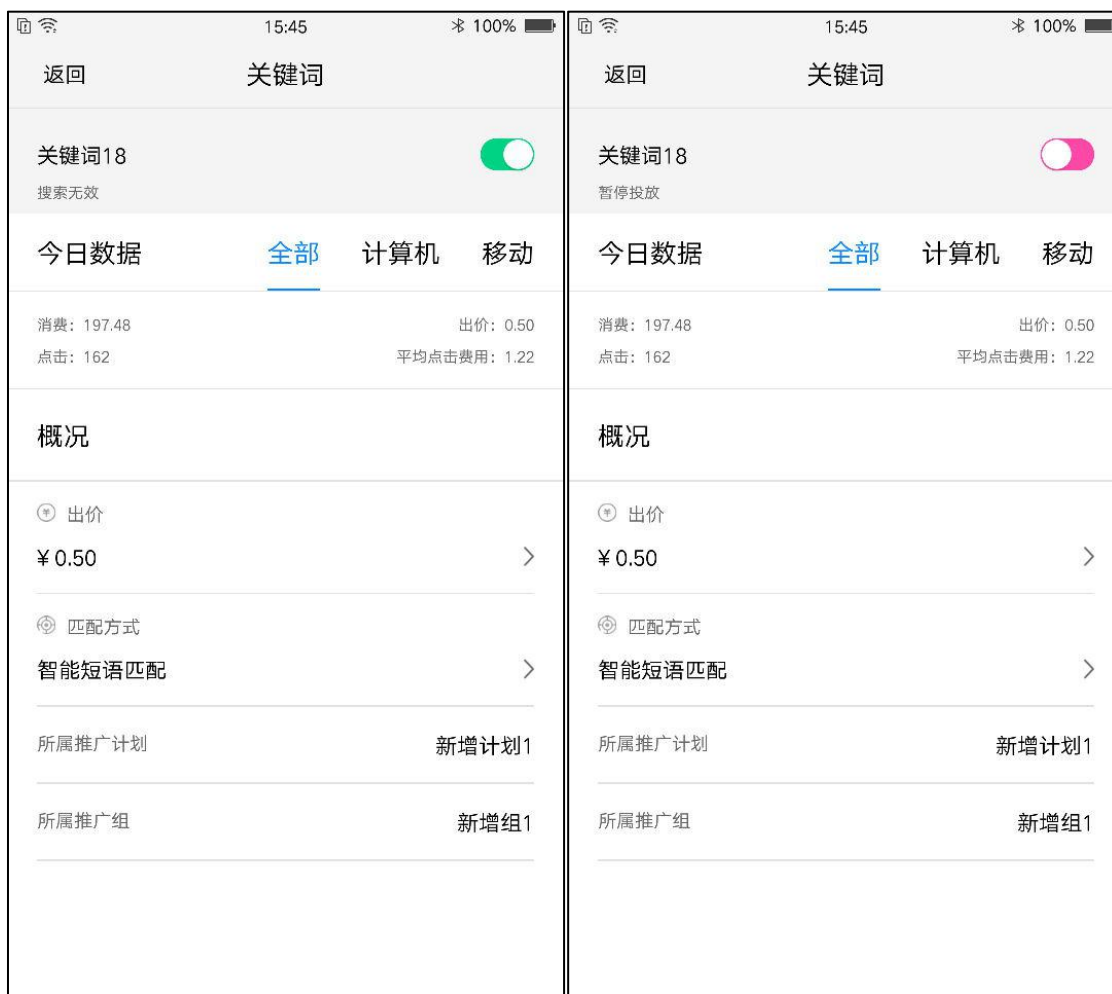 15:45
100%
返回
关键词
关键词18
搜索无效
今日数据
全部
计算机
移动
消费：197.48
出价：0.50
点击：162
平均点击费用：1.22
概况
出价
¥ 0.50
匹配方式
智能短语匹配
所属推广计划
新增计划1
所属推广组
新增组1
15:45
100%
返回
关键词
关键词18
暂停投放
今日数据
全部
计算机
移动
消费：197.48
出价：0.50
点击：162
平均点击费用：1.22
概况
出价
¥ 0.50
匹配方式
智能短语匹配
所属推广计划
新增计划1
所属推广组
新增组1